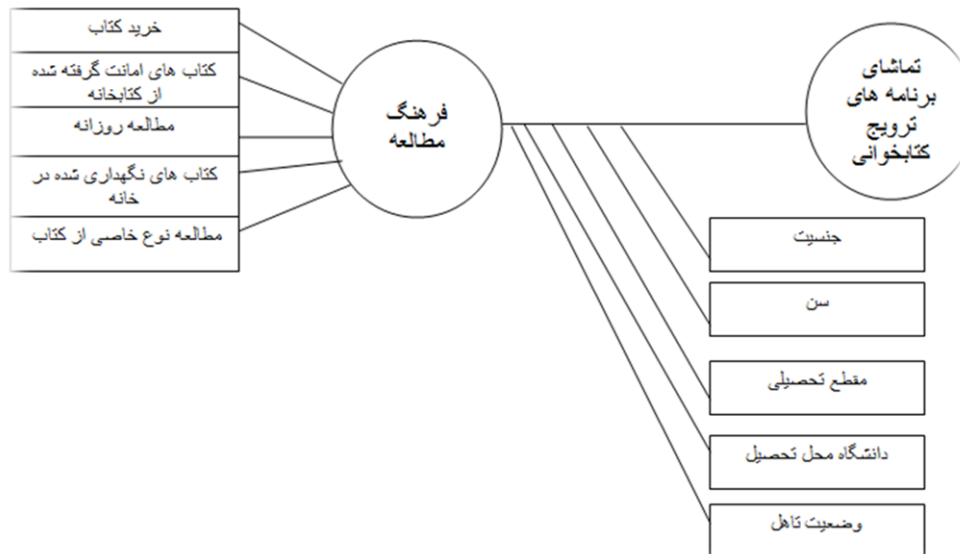 تماشای
برنامه های
ترویج
کتابخوانی
فرهنگ
مطالعه
خرید کتاب
کتاب های امانت گرفته شده
از کتابخانه
مطالعه روزانه
کتاب های نگهداری شده در
خانه
مطالعه نوع خاصی از کتاب
جنسیت
سن
مقطع تحصیلی
دانشگاه محل تحصیل
وضعیت تاهل